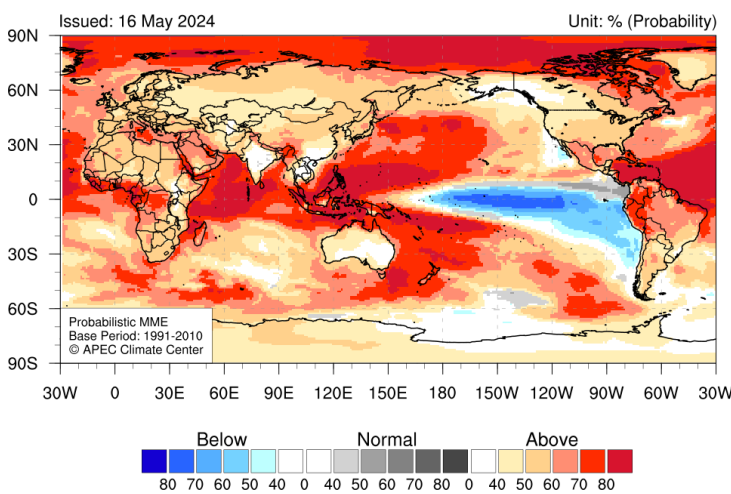 Issued: 16 May 2024 Unit: % (Probability)
90N
60N
30N
0
30S
60S
90S
Probabilistic MME
Base Period: 1991-2010
© APEC Climate Center
30W 0 30E 60E 90E 120E 150E 180 150W 120W 90W 60W 30W
Below Normal Above
80 70 60 50 40 0 40 50 60 70 80 0 40 50 60 70 80